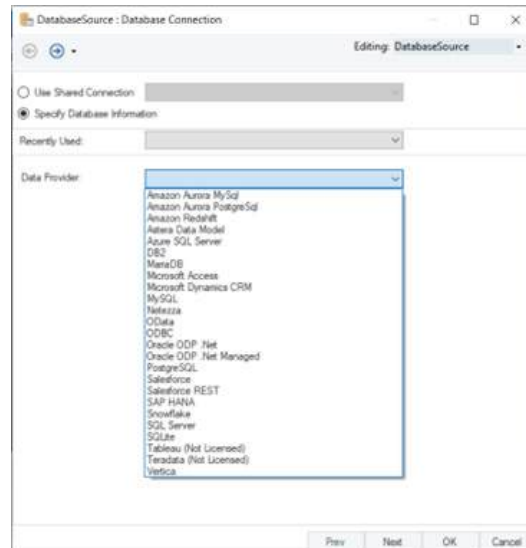 DatabaseSource : Database Connection
Editing: DatabaseSource
Use Shared Connection
Specify Database Information
Recently Used:
Data Provider:
Amazon Aurora MySql
Amazon Aurora PostgreSql
Amazon Redshift
Astera Data Model
Azure SQL Server
DB2
MariaDB
Microsoft Access
Microsoft Dynamics CRM
MySQL
Netezza
OData
ODBC
Oracle ODP .Net
Oracle ODP .Net Managed
PostgreSQL
Salesforce
Salesforce REST
SAP HANA
Snowflake
SQL Server
SQLite
Tableau (Not Licensed)
Teradata (Not Licensed)
Vertica
Prev Next OK Cancel